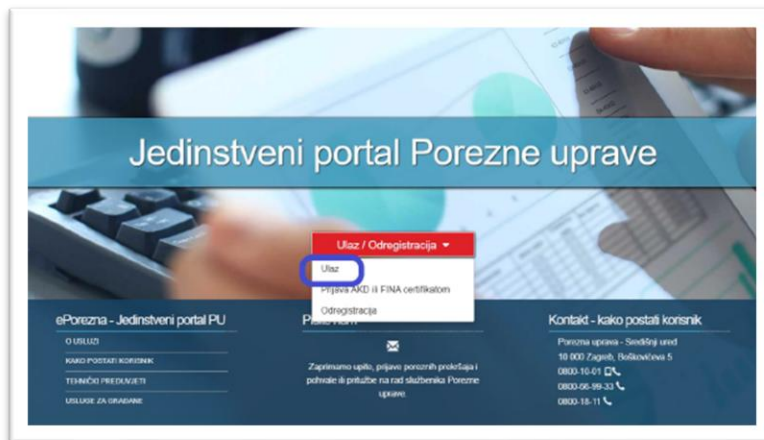 Jedinstveni portal Porezne uprave
Ulaz / Odregistracija
Ulaz
Prijava AKD ili FINA certifikatom
Odregistracija
ePorezna - Jedinstveni portal PU
O USLUZI
KAKO POSTATI KORISNIK
TEHNIČKI PREDUVJETI
USLUGE ZA GRAĐANE
Zaprimamo upite, prijave poreznih prekršaja i
pohvale ili pritužbe na rad službenika Porezne
uprave.
Kontakt - kako postati korisnik
Porezna uprava - Središnji ured
10 000 Zagreb, Boškovićeva 5
0800-10-01
0800-66-99-33
0800-18-11